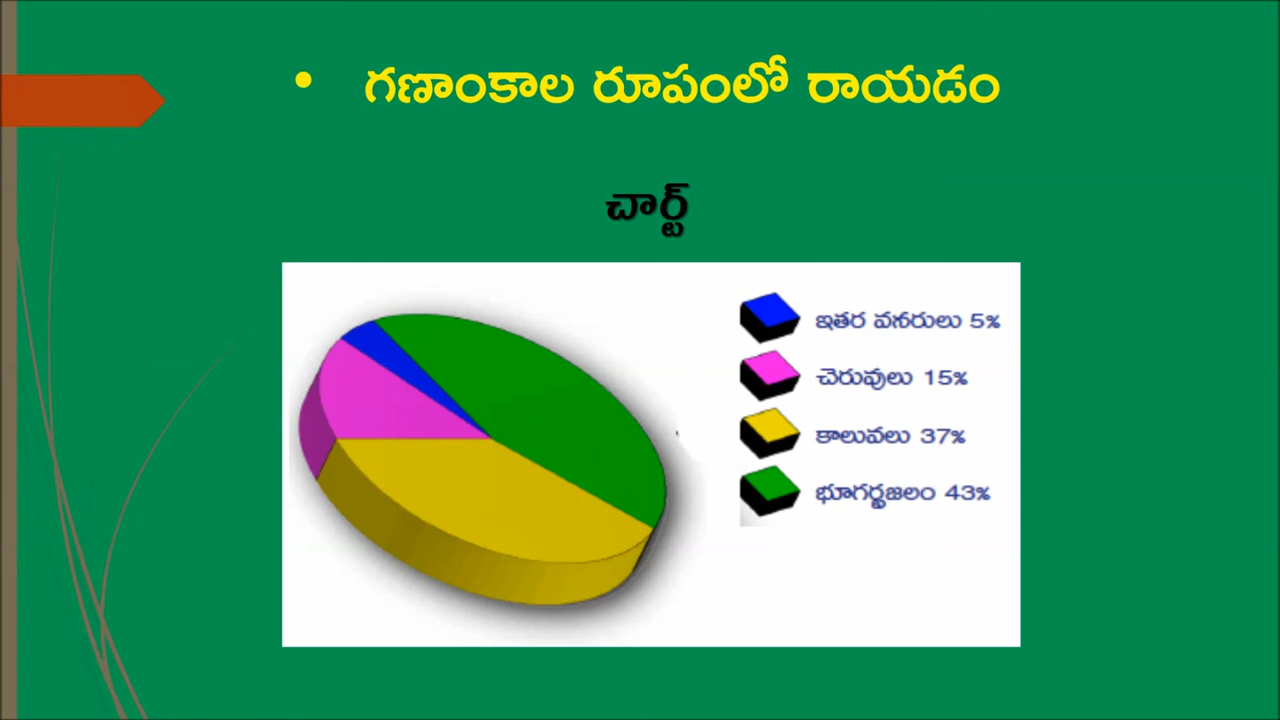 • గణాంకాల రూపంలో రాయడం
చార్ట్
ఇతర వనరులు 5%
చెరువులు 15%
కాలువలు 37%
భూగర్భజలం 43%